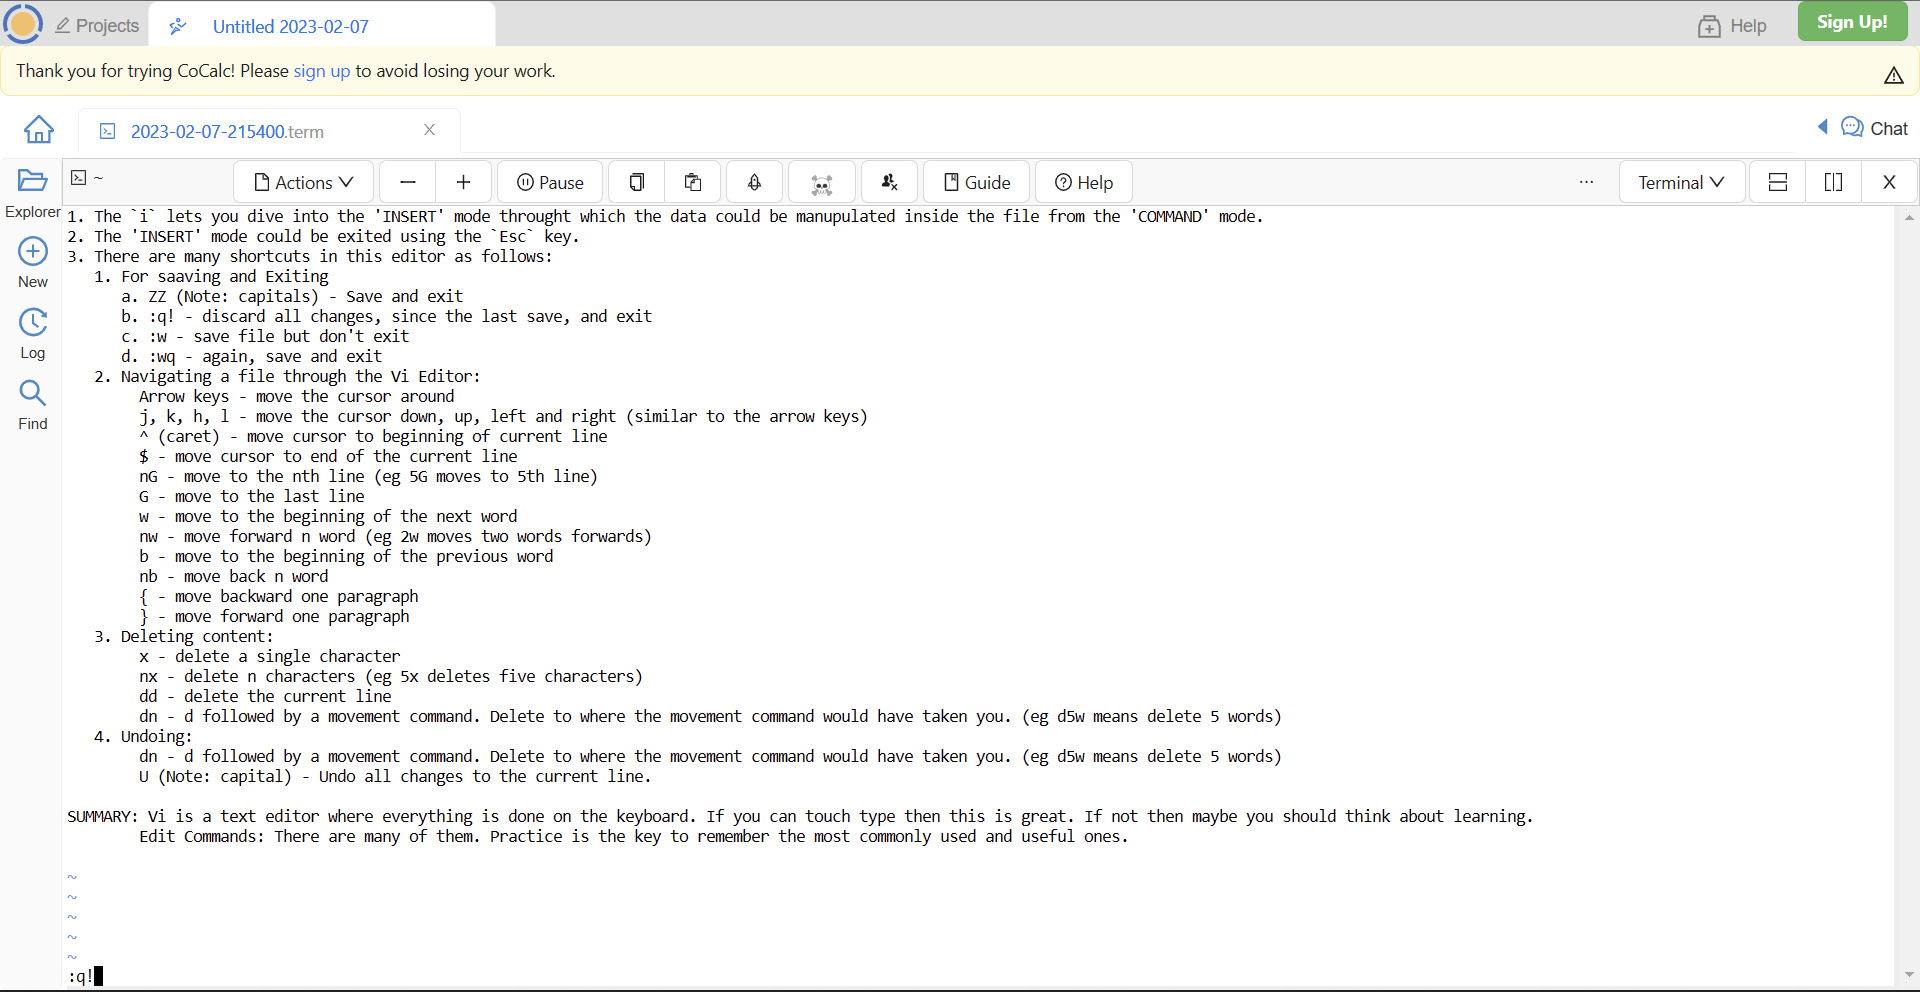 Projects
Untitled 2023-02-07
Help
Sign Up!
Thank you for trying CoCalc! Please sign up to avoid losing your work.
2023-02-07-215400.term
X
Chat
~
Actions
Pause
Guide
Help
...
Terminal
X
Explorer
New
Log
Find
1. The `i` lets you dive into the 'INSERT' mode throught which the data could be manupulated inside the file from the 'COMMAND' mode.
2. The 'INSERT' mode could be exited using the `Esc` key.
3. There are many shortcuts in this editor as follows:
1. For saaving and Exiting
a. ZZ (Note: capitals) - Save and exit
b. :q! - discard all changes, since the last save, and exit
c. :w - save file but don't exit
d. :wq - again, save and exit
2. Navigating a file through the Vi Editor:
Arrow keys - move the cursor around
j, k, h, l - move the cursor down, up, left and right (similar to the arrow keys)
^ (caret) - move cursor to beginning of current line
$ - move cursor to end of the current line
nG - move to the nth line (eg 5G moves to 5th line)
G - move to the last line
w - move to the beginning of the next word
nw - move forward n word (eg 2w moves two words forwards)
b - move to the beginning of the previous word
nb - move back n word
{ - move backward one paragraph
} - move forward one paragraph
3. Deleting content:
x - delete a single character
nx - delete n characters (eg 5x deletes five characters)
dd - delete the current line
dn - d followed by a movement command. Delete to where the movement command would have taken you. (eg d5w means delete 5 words)
4. Undoing:
dn - d followed by a movement command. Delete to where the movement command would have taken you. (eg d5w means delete 5 words)
U (Note: capital) - Undo all changes to the current line.
SUMMARY: Vi is a text editor where everything is done on the keyboard. If you can touch type then this is great. If not then maybe you should think about learning.
Edit Commands: There are many of them. Practice is the key to remember the most commonly used and useful ones.
~
~
~
~
~
:q!